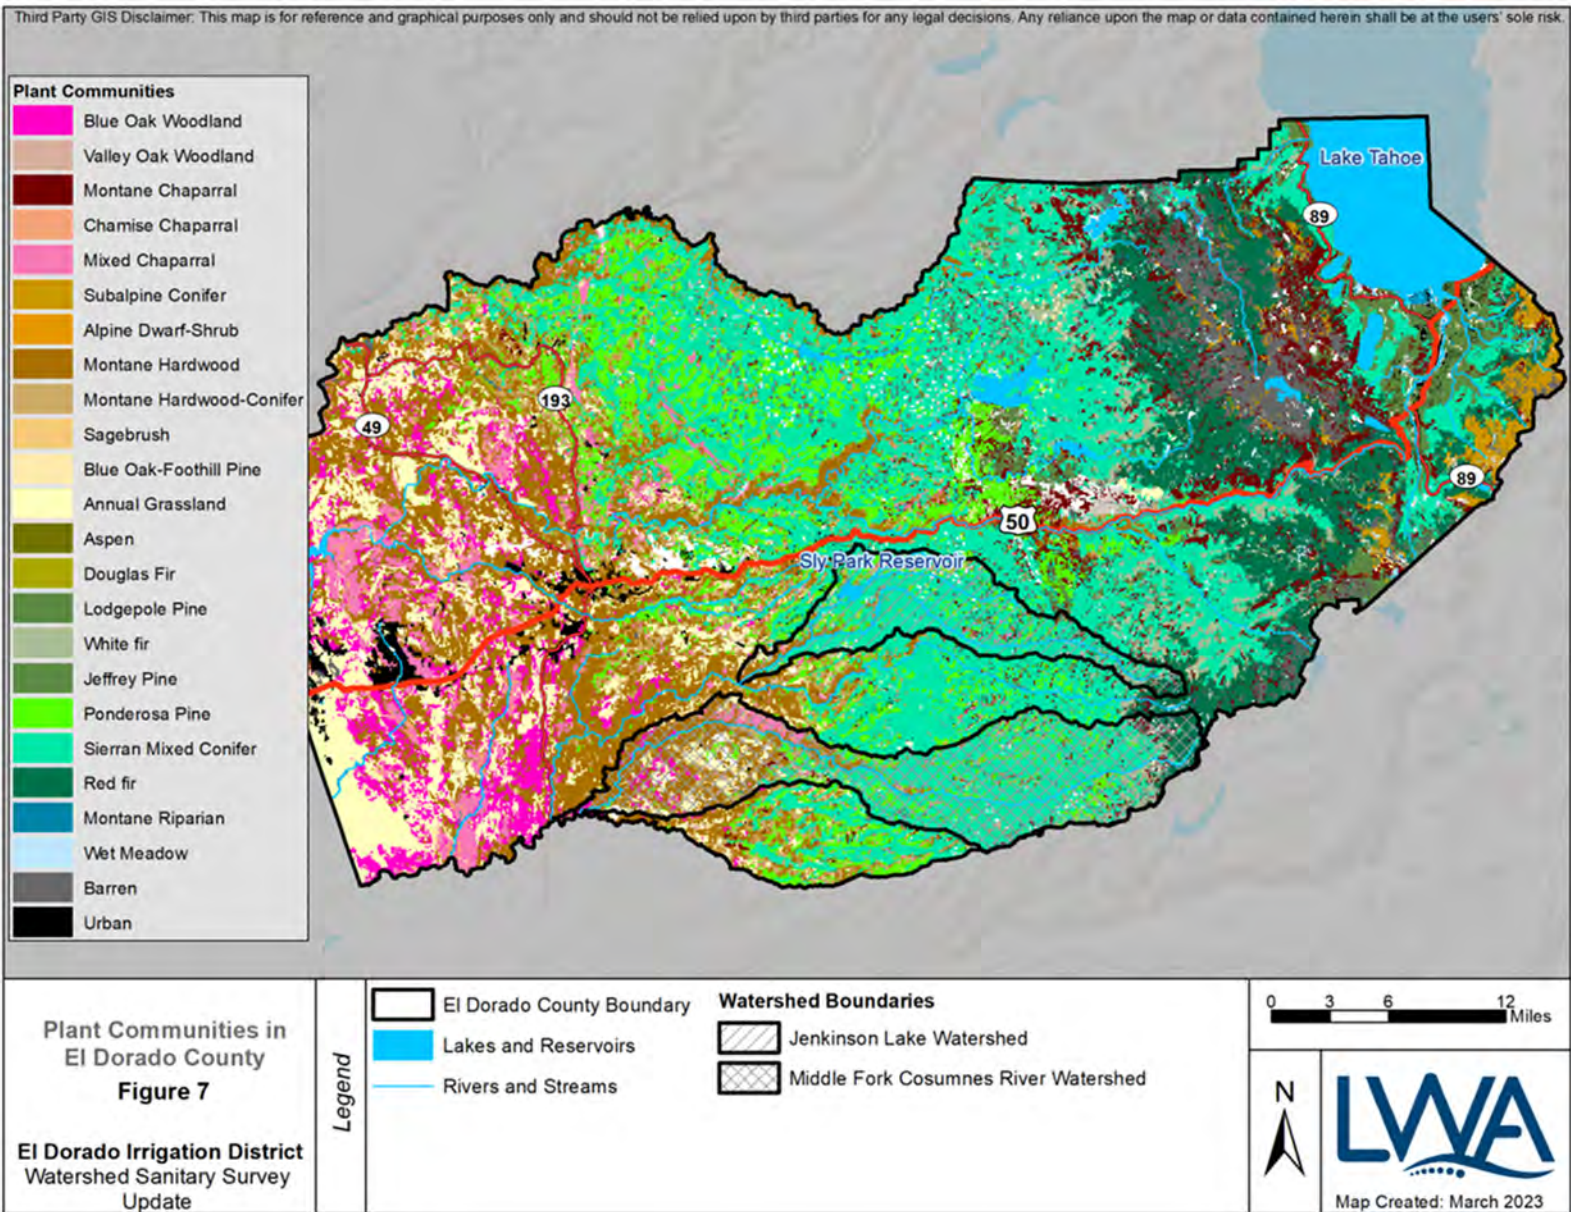 Third Party GIS Disclaimer: This map is for reference and graphical purposes only and should not be relied upon by third parties for any legal decisions. Any reliance upon the map or data contained herein shall be at the users' sole risk.
Plant Communities
Blue Oak Woodland
Valley Oak Woodland
Montane Chaparral
Chamise Chaparral
Mixed Chaparral
Subalpine Conifer
Alpine Dwarf-Shrub
Montane Hardwood
Montane Hardwood-Conifer
Sagebrush
Blue Oak-Foothill Pine
Annual Grassland
Aspen
Douglas Fir
Lodgepole Pine
White fir
Jeffrey Pine
Ponderosa Pine
Sierran Mixed Conifer
Red fir
Montane Riparian
Wet Meadow
Barren
Urban
Lake Tahoe
89
193
49
89
50
Sly Park Reservoir
Plant Communities in
El Dorado County
Figure 7
El Dorado Irrigation District
Watershed Sanitary Survey
Update
Legend
El Dorado County Boundary
Lakes and Reservoirs
Rivers and Streams
Watershed Boundaries
Jenkinson Lake Watershed
Middle Fork Cosumnes River Watershed
0 3 6 12
Miles
N
LWA
Map Created: March 2023